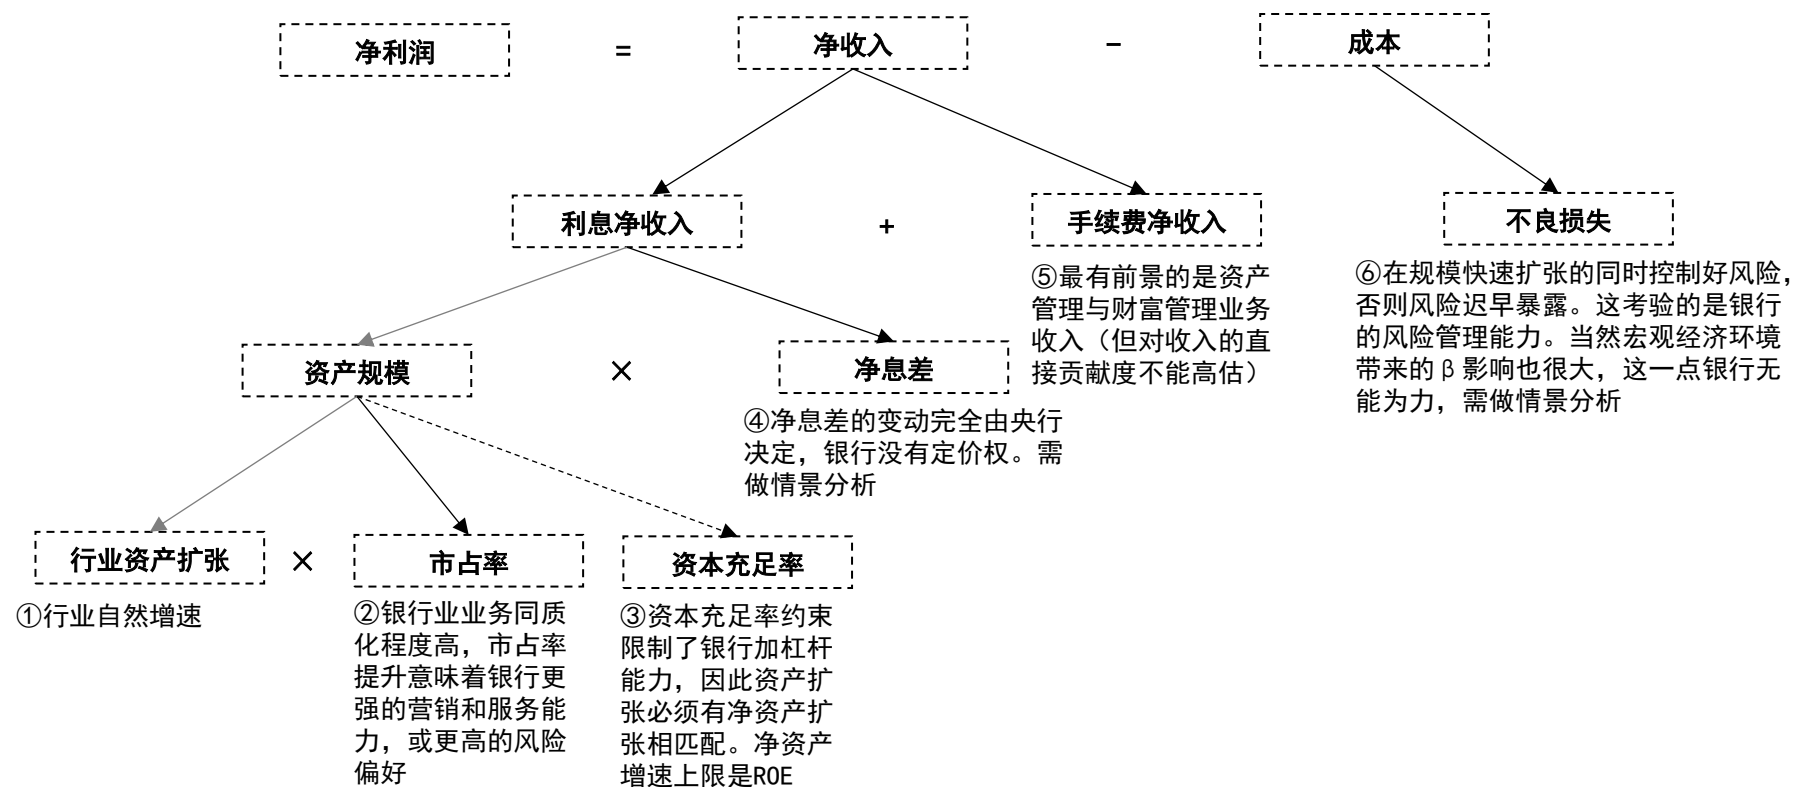 净利润 = 净收入 - 成本
利息净收入 + 手续费净收入 不良损失
⑤最有前景的是资产
管理与财富管理业务
收入（但对收入的直
接贡献度不能高估）
⑥在规模快速扩张的同时控制好风险，
否则风险迟早暴露。这考验的是银行
的风险管理能力。当然宏观经济环境
带来的β影响也很大，这一点银行无
能为力，需做情景分析
资产规模 × 净息差
④净息差的变动完全由央行
决定，银行没有定价权。需
做情景分析
行业资产扩张 × 市占率 资本充足率
①行业自然增速
②银行业业务同质
化程度高，市占率
提升意味着银行更
强的营销和服务能
力，或更高的风险
偏好
③资本充足率约束
限制了银行加杠杆
能力，因此资产扩
张必须有净资产扩
张相匹配。净资产
增速上限是ROE